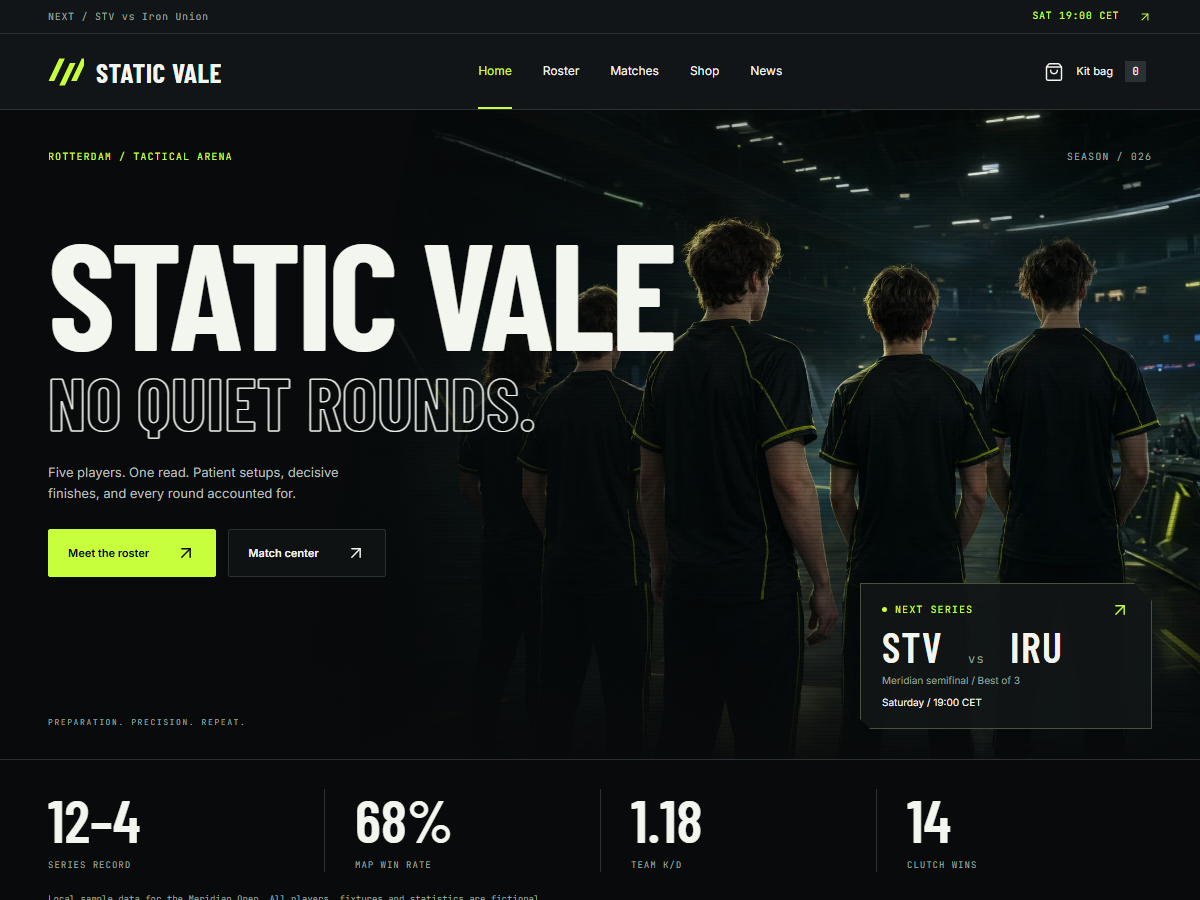 NEXT / STV vs Iron Union
SAT 19:00 CET
STATIC VALE
Home
Roster
Matches
Shop
News
Kit bag
0
ROTTERDAM / TACTICAL ARENA
SEASON / 026
STATIC VALE
NO QUIET ROUNDS.
Five players. One read. Patient setups, decisive
finishes, and every round accounted for.
Meet the roster
Match center
NEXT SERIES
STV VS IRU
Meridian semifinal / Best of 3
Saturday / 19:00 CET
PREPARATION. PRECISION. REPEAT.
12–4
SERIES RECORD
68%
MAP WIN RATE
1.18
TEAM K/D
14
CLUTCH WINS
Local sample data for the Meridian Open. All players, fixtures and statistics are fictional.